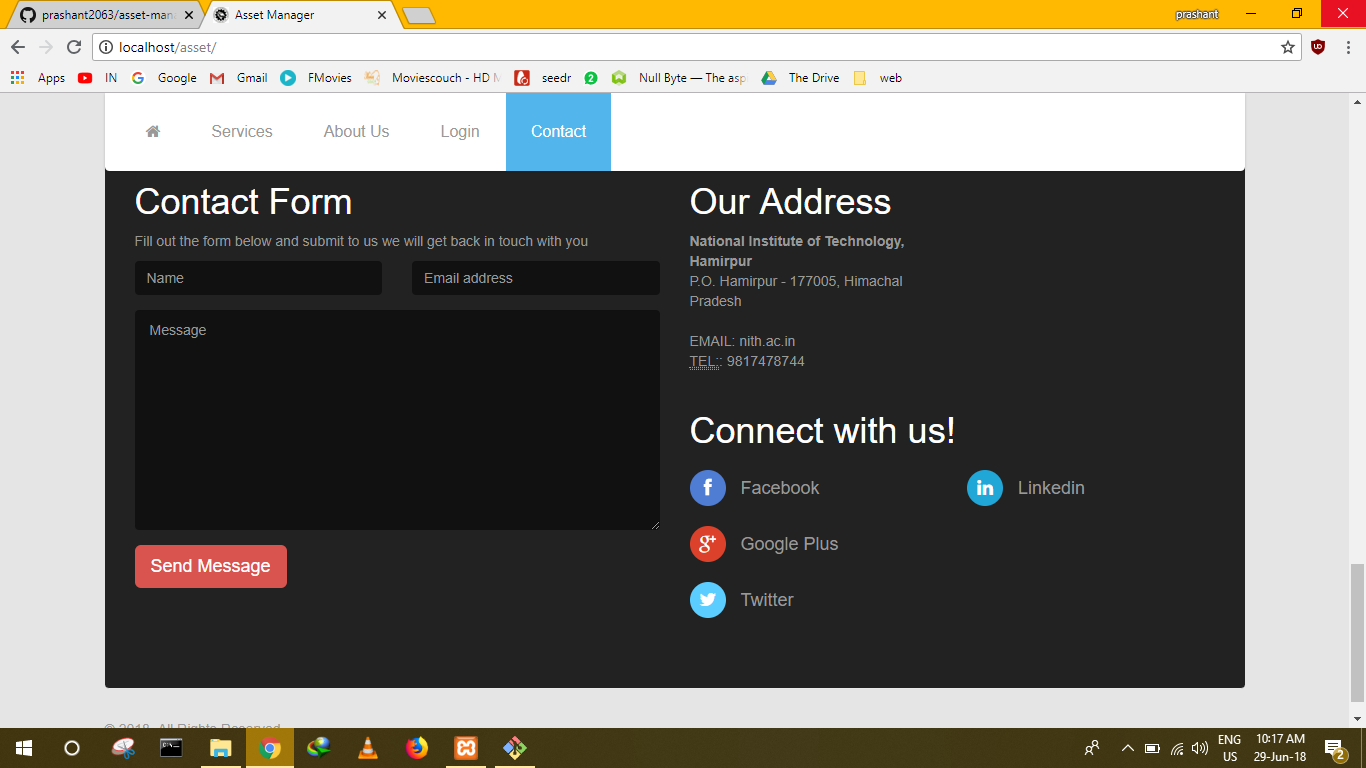 prashant2063/asset-man
Asset Manager
prashant
localhost/asset/
Apps
IN
Google
Gmail
FMovies
Moviescouch - HD M
seedr
2
Null Byte — The asp
The Drive
web
Services
About Us
Login
Contact
Contact Form
Fill out the form below and submit to us we will get back in touch with you
Name
Email address
Message
Send Message
Our Address
National Institute of Technology,
Hamirpur
P.O. Hamirpur - 177005, Himachal
Pradesh
EMAIL: nith.ac.in
TEL:: 9817478744
Connect with us!
Facebook
Linkedin
Google Plus
Twitter
© 2018. All Rights Reserved
ENG
US
10:17 AM
29-Jun-18
2